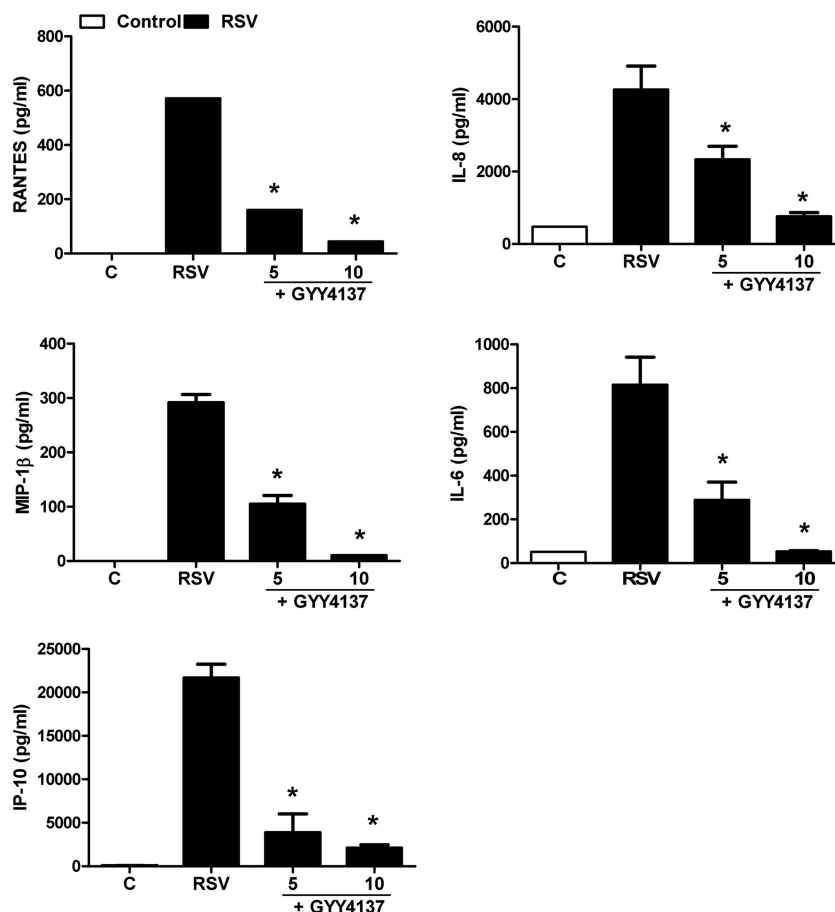 Control RSV
RANTES (pg/ml)
800
600
400
200
0
*
*
C RSV 5 10
+ GYY4137
IL-8 (pg/ml)
6000
4000
2000
0
*
*
C RSV 5 10
+ GYY4137
MIP-1β (pg/ml)
400
300
200
100
0
*
*
C RSV 5 10
+ GYY4137
IL-6 (pg/ml)
1000
800
600
400
200
0
*
*
C RSV 5 10
+ GYY4137
IP-10 (pg/ml)
25000
20000
15000
10000
5000
0
*
*
C RSV 5 10
+ GYY4137